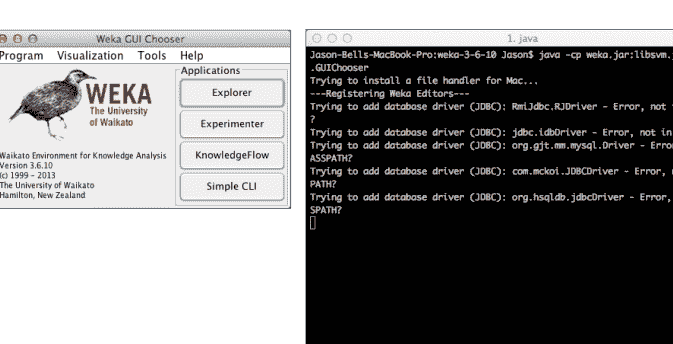 Weka GUI Chooser
Program Visualization Tools Help
Applications
WEKA
The University
of Waikato
Explorer
Experimenter
KnowledgeFlow
Simple CLI
Waikato Environment for Knowledge Analysis
Version 3.6.10
(c) 1999 - 2013
The University of Waikato
Hamilton, New Zealand
1. java
Jason-Bells-MacBook-Pro:weka-3-6-10 Jason$ java -cp weka.jar:libsvm.
.GUIChooser
Trying to install a file handler for Mac...
---Registering Weka Editors---
Trying to add database driver (JDBC): RmiJdbc.RJDriver - Error, not
?
Trying to add database driver (JDBC): jdbc.idbDriver - Error, not in
Trying to add database driver (JDBC): org.gjt.mm.mysql.Driver - Erro
ASSPATH?
Trying to add database driver (JDBC): com.mckoi.JDBCDriver - Error,
PATH?
Trying to add database driver (JDBC): org.hsqldb.jdbcDriver - Error,
SPATH?